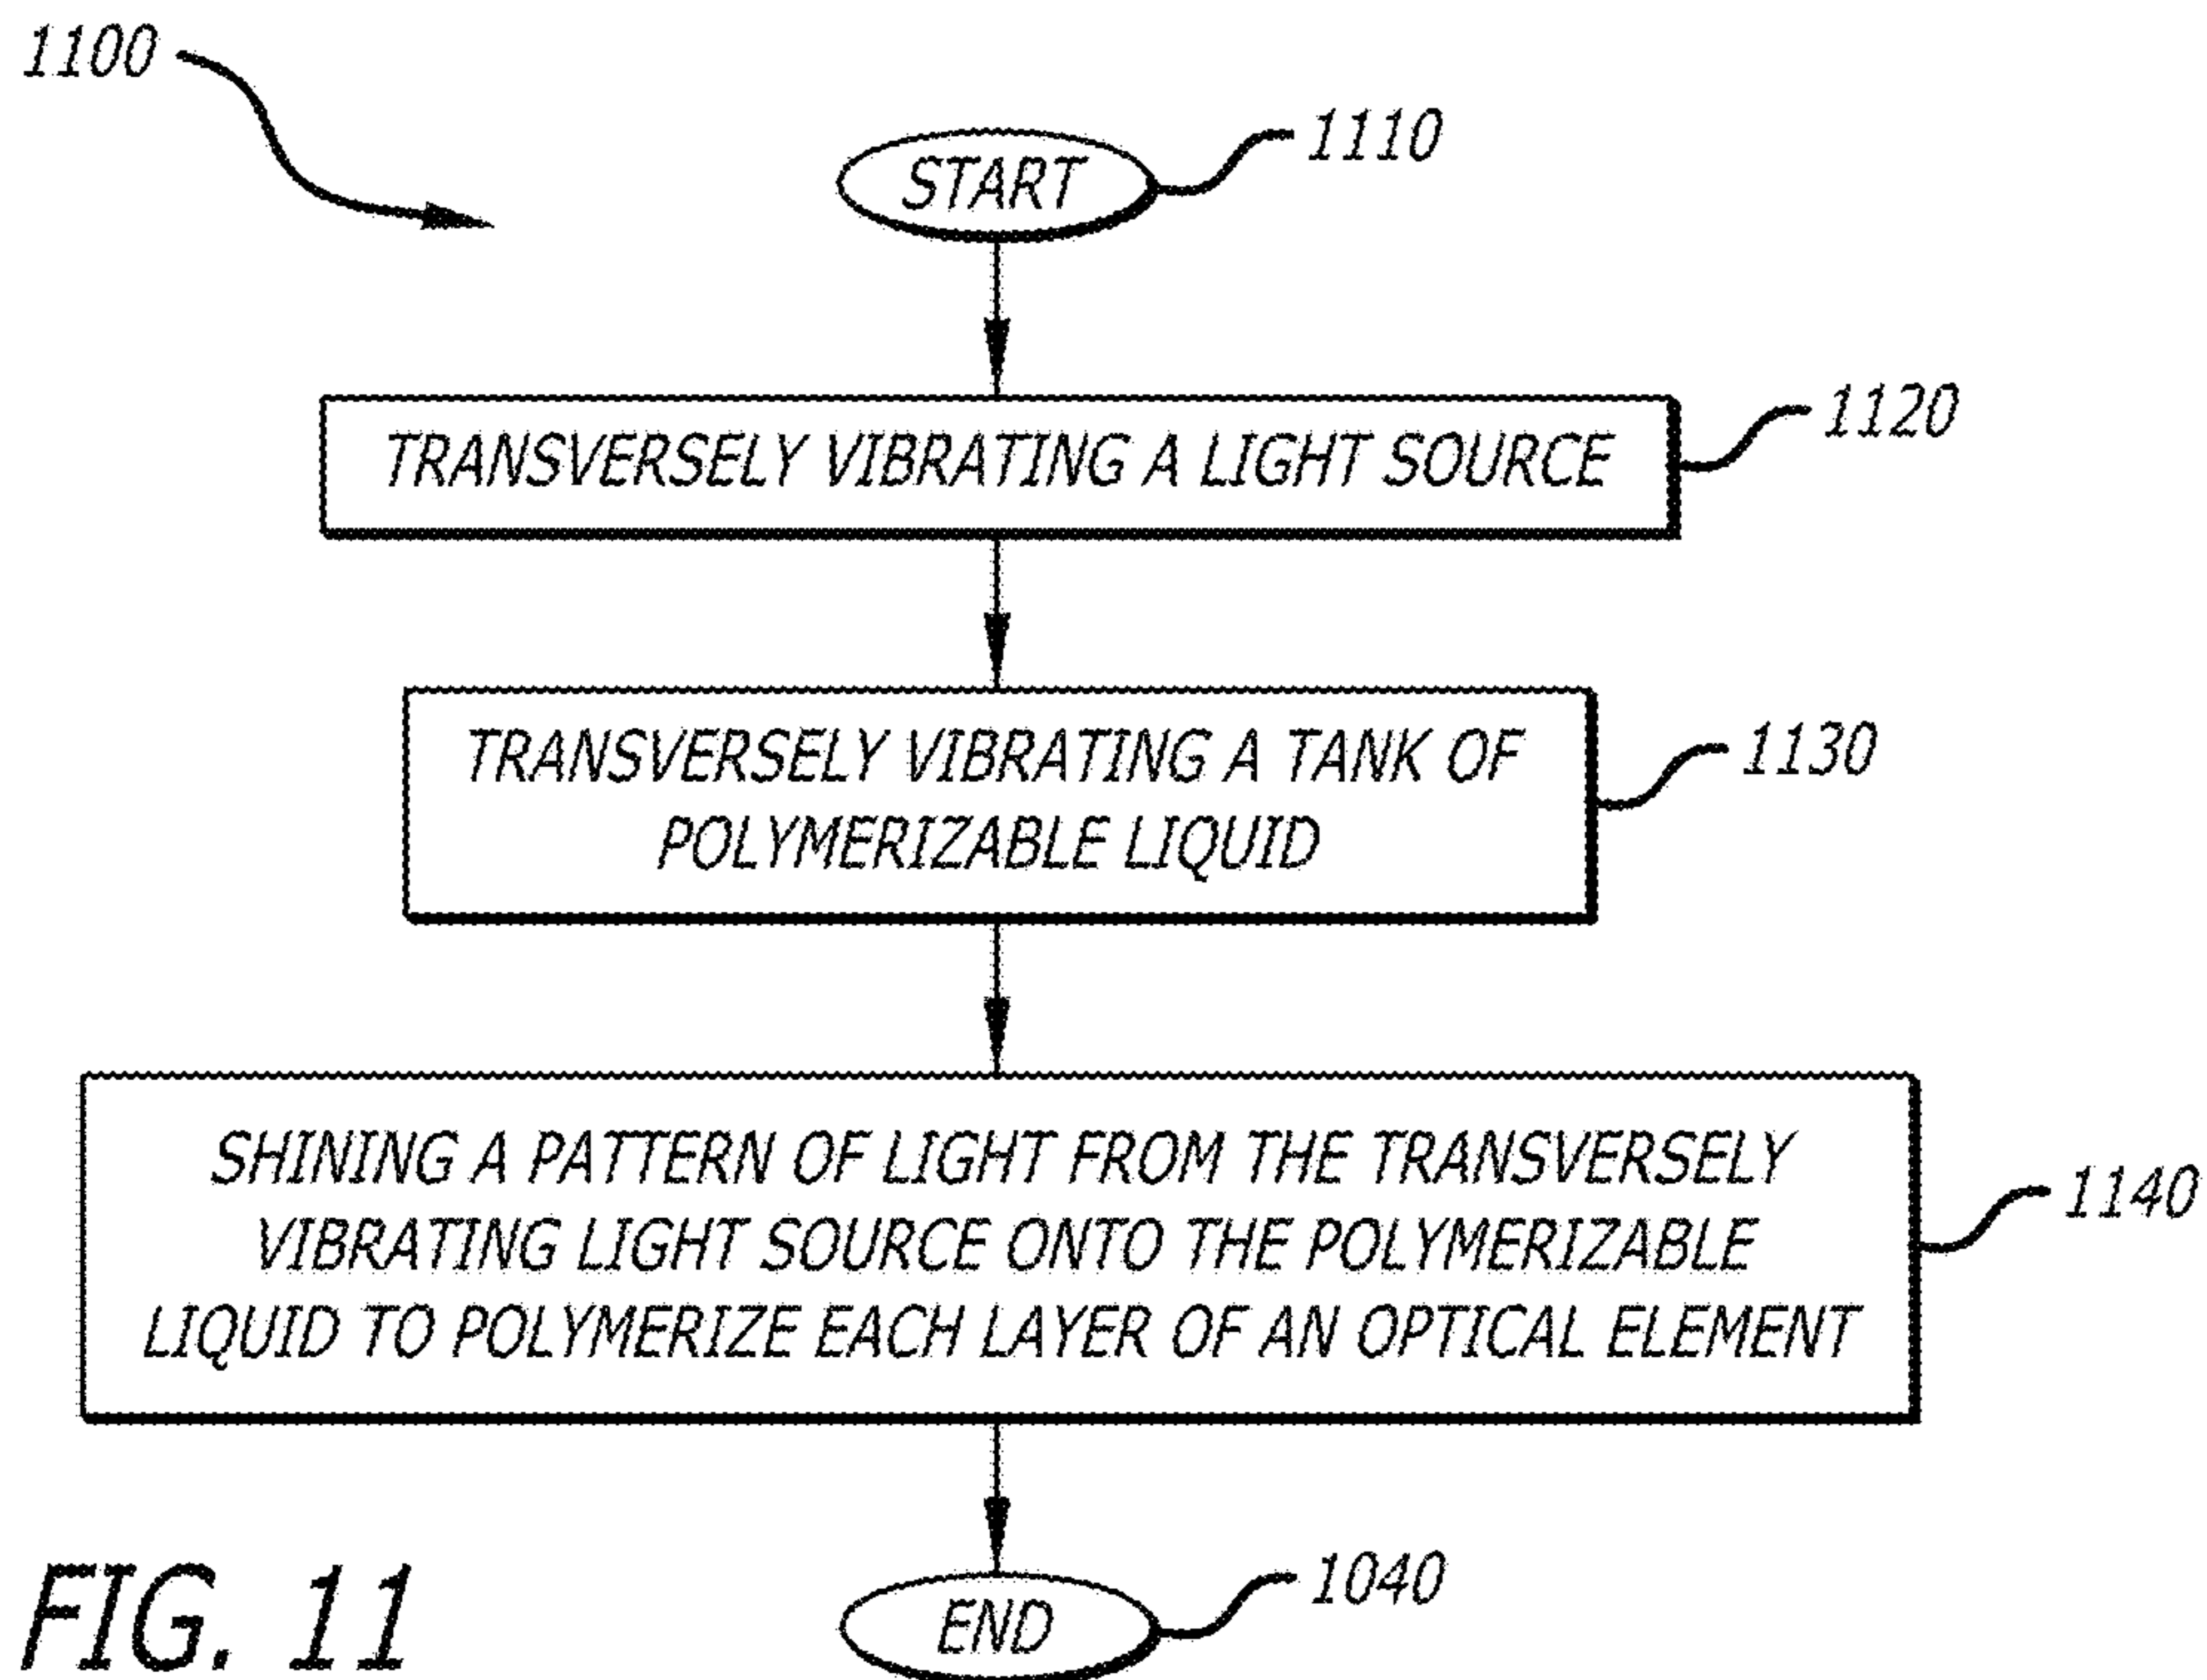 1100
START
1110
TRANSVERSELY VIBRATING A LIGHT SOURCE
1120
TRANSVERSELY VIBRATING A TANK OF
POLYMERIZABLE LIQUID
1130
SHINING A PATTERN OF LIGHT FROM THE TRANSVERSELY
VIBRATING LIGHT SOURCE ONTO THE POLYMERIZABLE
LIQUID TO POLYMERIZE EACH LAYER OF AN OPTICAL ELEMENT
1140
END
1040
FIG. 11